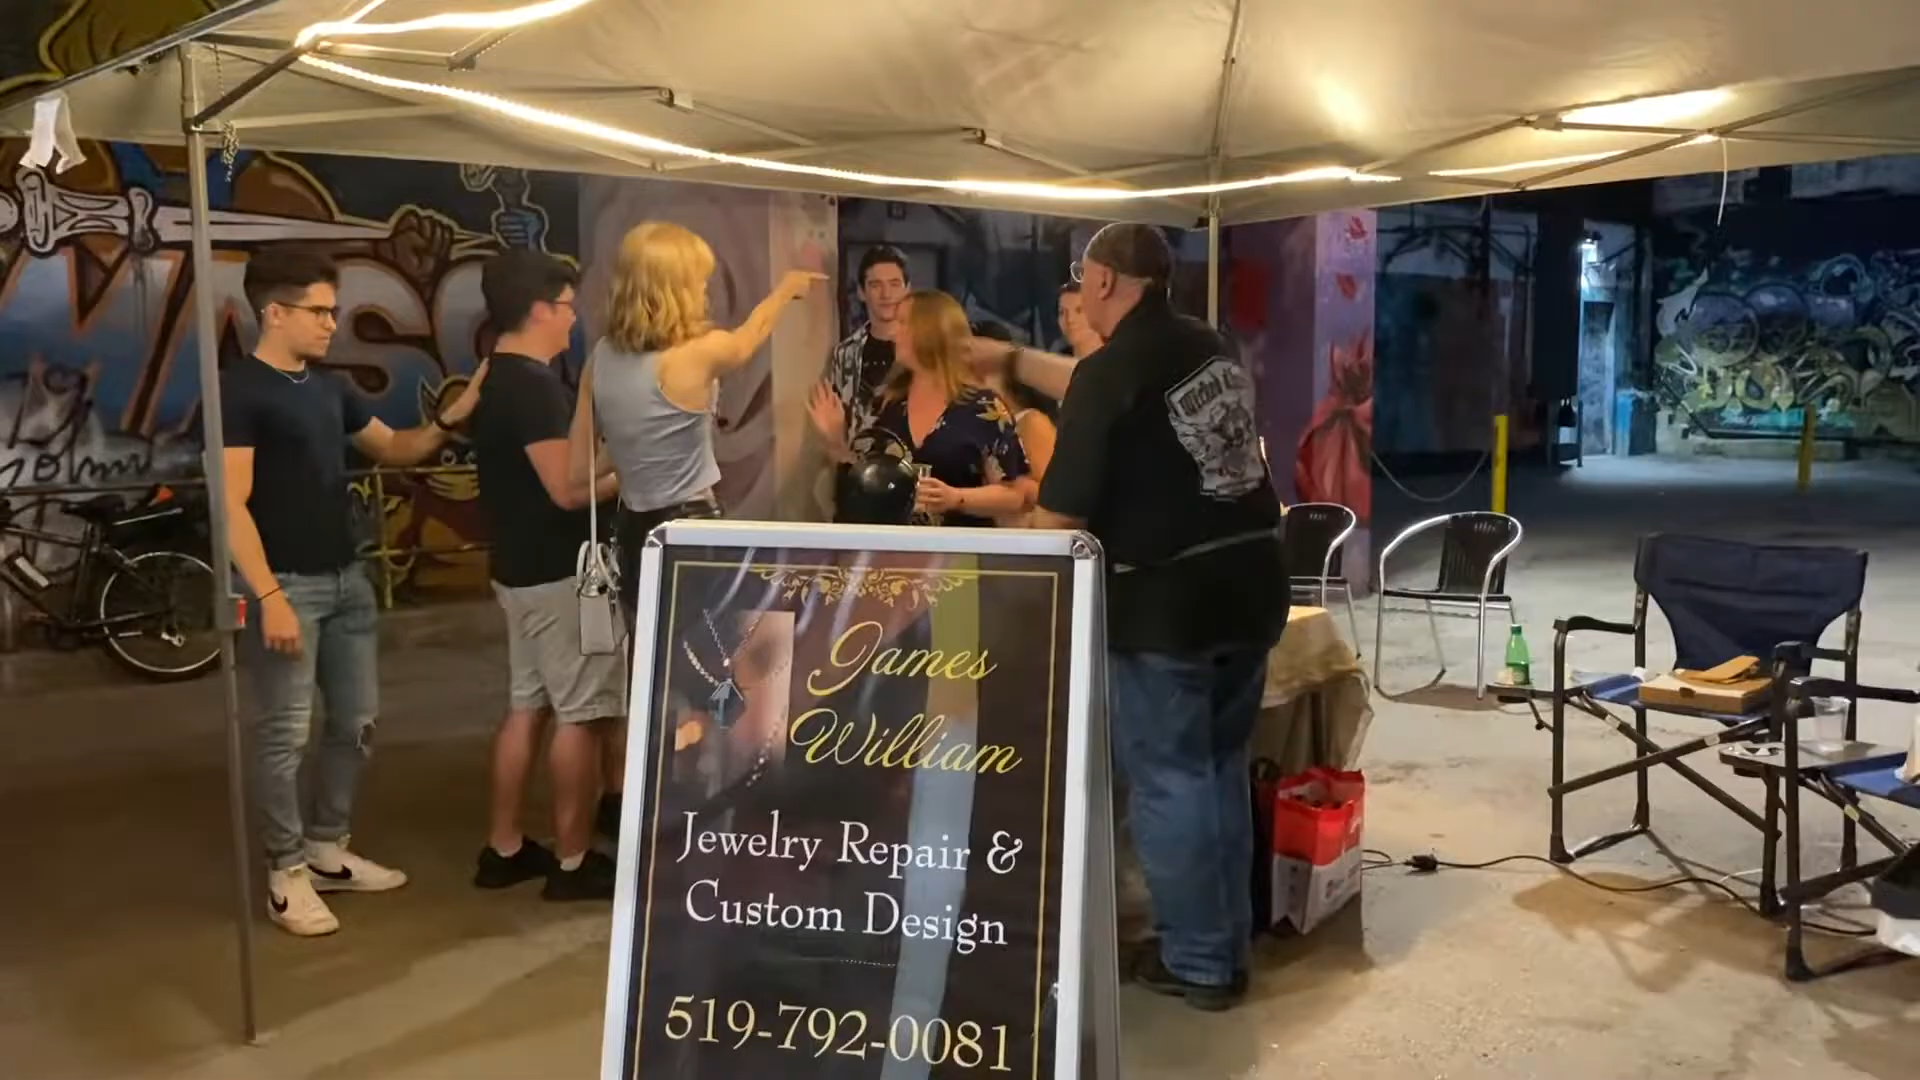 James
William
Jewelry Repair &
Custom Design
519-792-0081